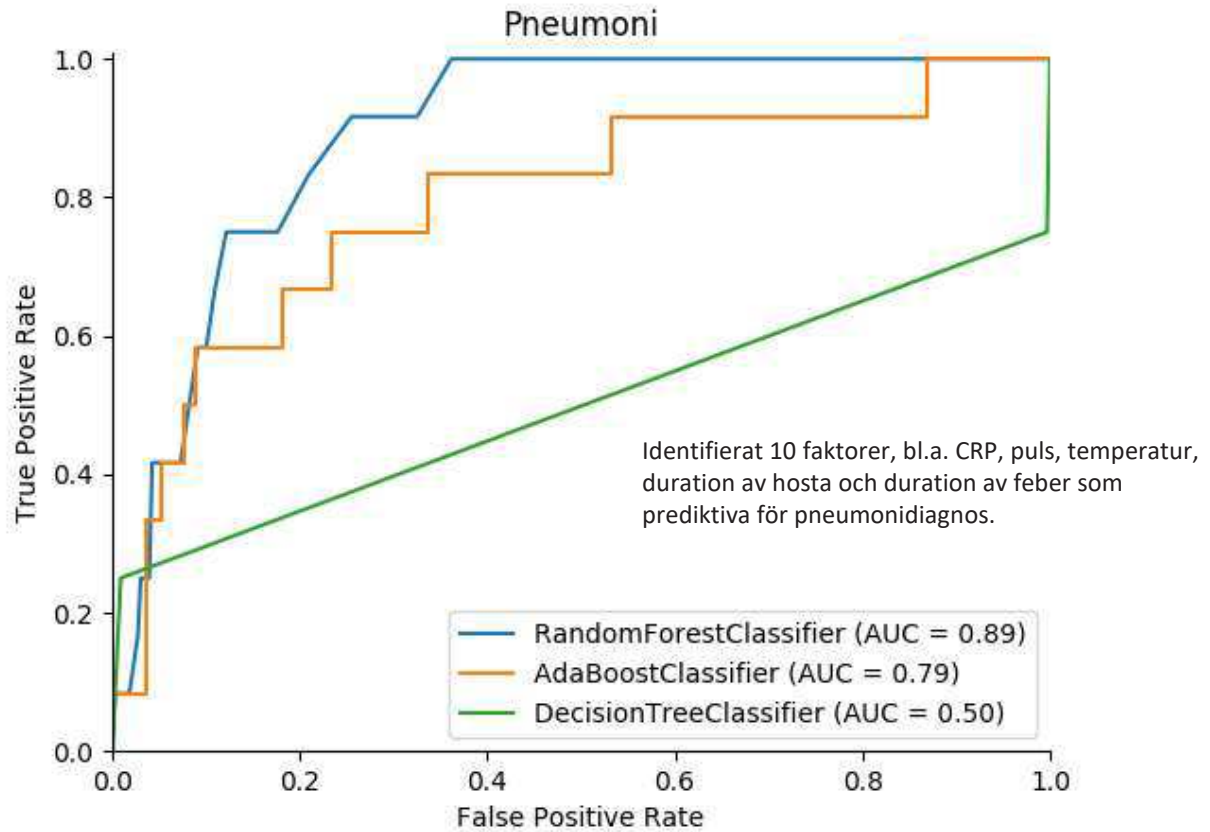 Pneumoni
1.0
0.8
0.6
0.4
0.2
0.0
True Positive Rate
Identifierat 10 faktorer, bl.a. CRP, puls, temperatur,
duration av hosta och duration av feber som
prediktiva för pneumonidiagnos.
RandomForestClassifier (AUC = 0.89)
AdaBoostClassifier (AUC = 0.79)
DecisionTreeClassifier (AUC = 0.50)
0.0 0.2 0.4 0.6 0.8 1.0
False Positive Rate